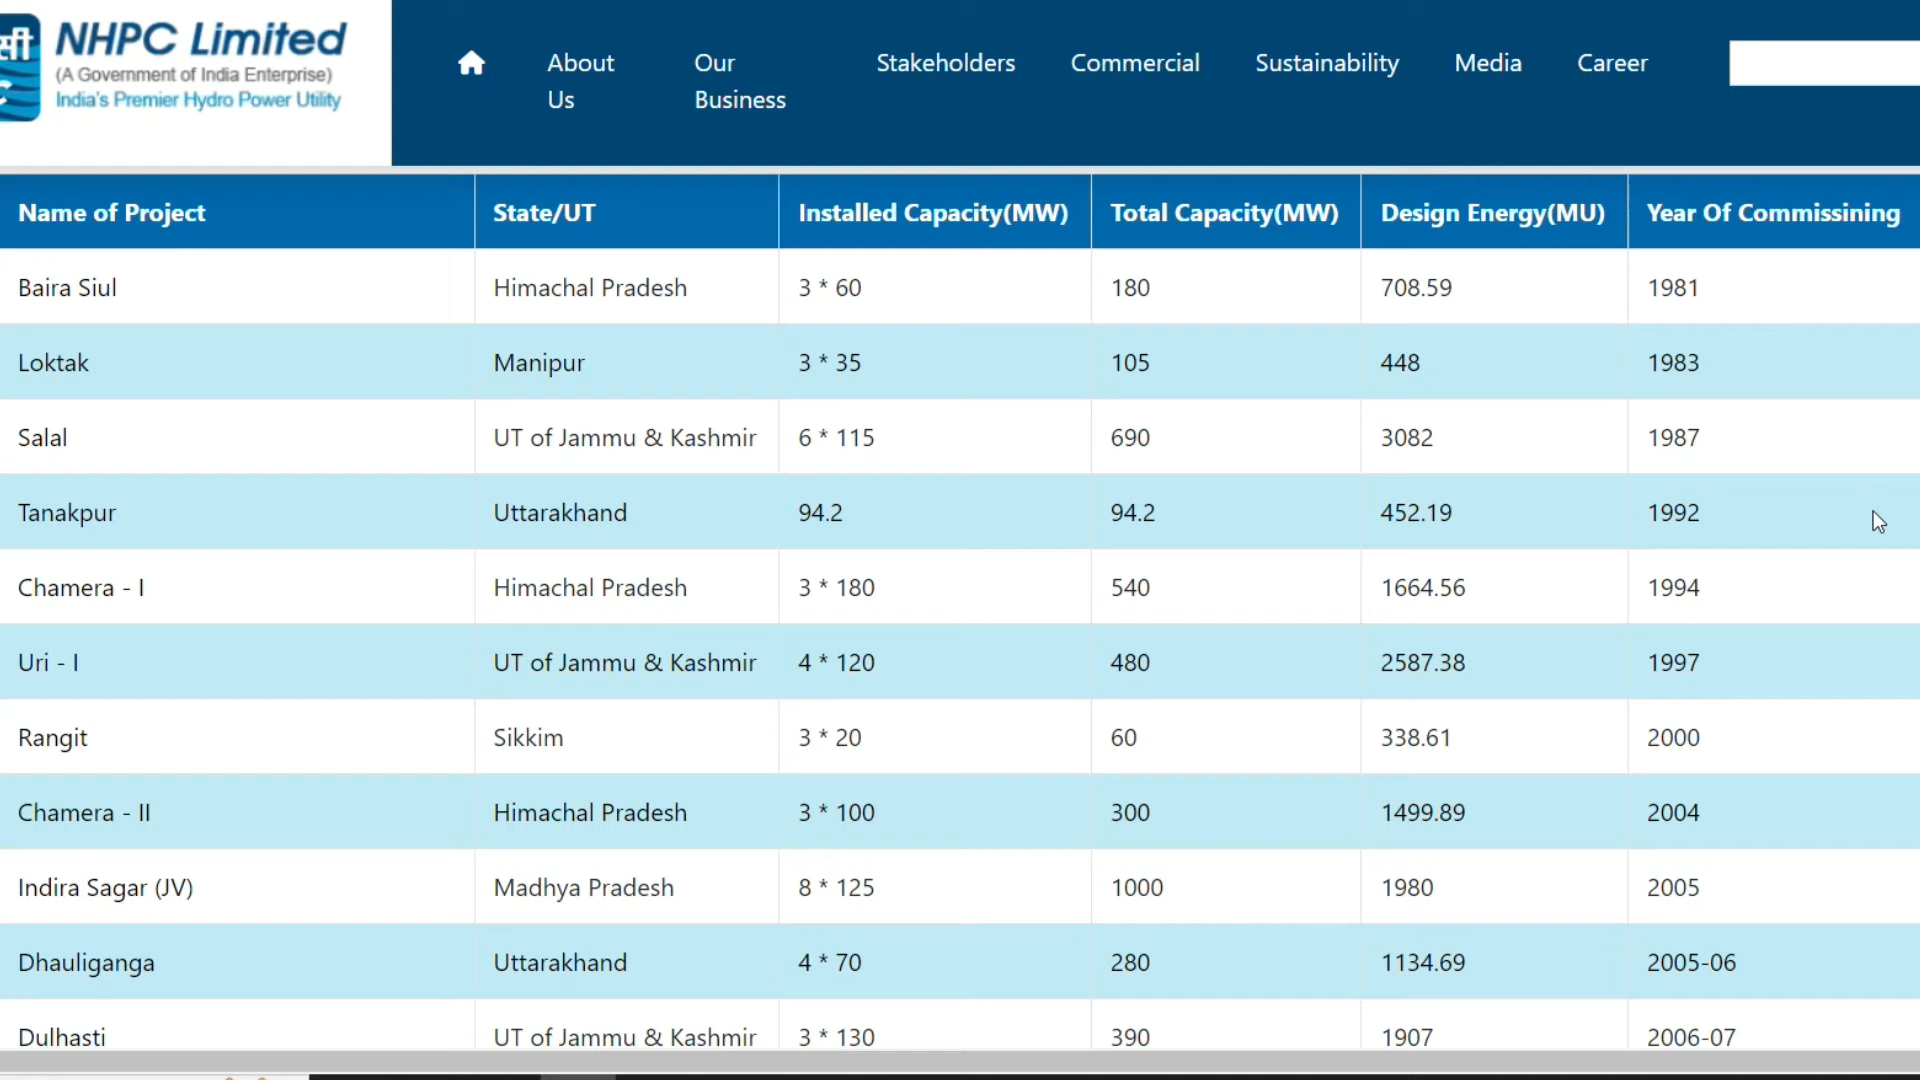 सी
NHPC Limited
(A Government of India Enterprise)
India's Premier Hydro Power Utility
About Us
Our Business
Stakeholders
Commercial
Sustainability
Media
Career
Name of Project State/UT Installed Capacity(MW) Total Capacity(MW) Design Energy(MU) Year Of Commissining
Baira Siul Himachal Pradesh 3 * 60 180 708.59 1981
Loktak Manipur 3 * 35 105 448 1983
Salal UT of Jammu & Kashmir 6 * 115 690 3082 1987
Tanakpur Uttarakhand 94.2 94.2 452.19 1992
Chamera - I Himachal Pradesh 3 * 180 540 1664.56 1994
Uri - I UT of Jammu & Kashmir 4 * 120 480 2587.38 1997
Rangit Sikkim 3 * 20 60 338.61 2000
Chamera - II Himachal Pradesh 3 * 100 300 1499.89 2004
Indira Sagar (JV) Madhya Pradesh 8 * 125 1000 1980 2005
Dhauliganga Uttarakhand 4 * 70 280 1134.69 2005-06
Dulhasti UT of Jammu & Kashmir 3 * 130 390 1907 2006-07